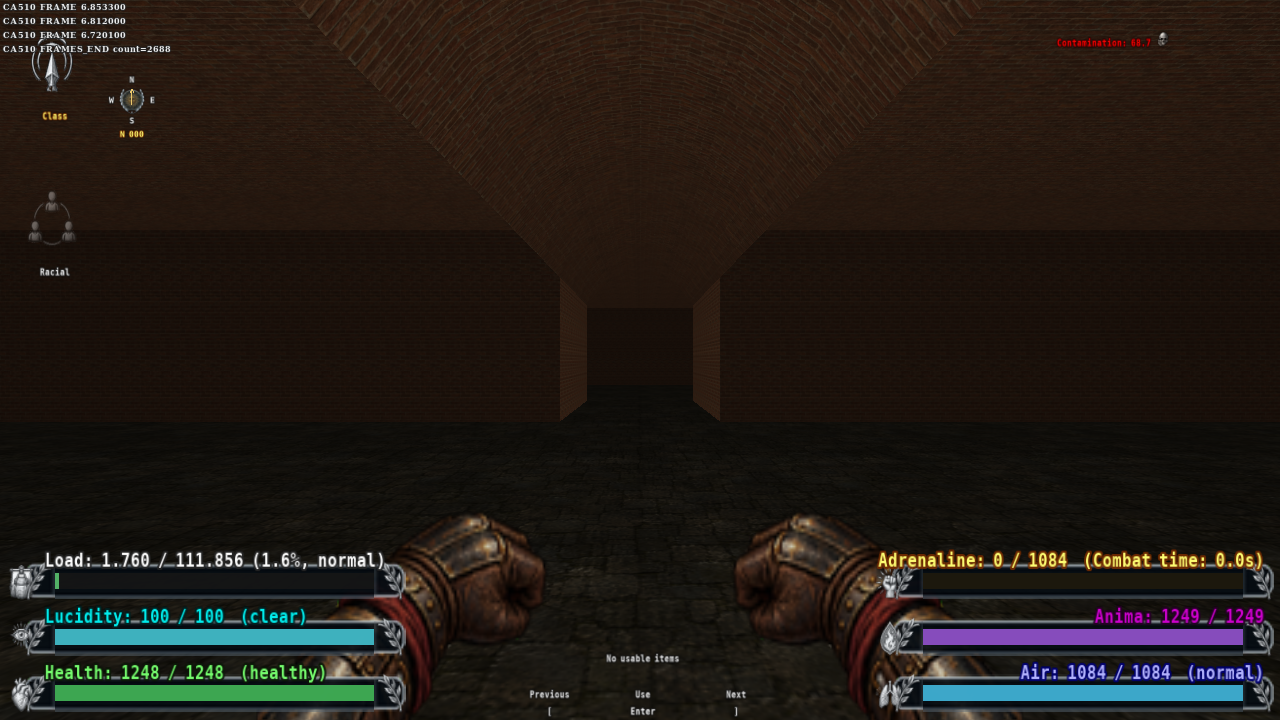 CA510 FRAME 6.853300
CA510 FRAME 6.812000
CA510 FRAME 6.720100
CA510 FRAMES_END count=2688
Contamination: 68.7
N
W E
S
N 000
Class
Racial
Load: 1.760 / 111.856 (1.6%, normal)
Adrenaline: 0 / 1084 (Combat time: 0.0s)
Lucidity: 100 / 100 (clear)
Anima: 1249 / 1249
Health: 1248 / 1248 (healthy)
Air: 1084 / 1084 (normal)
No usable items
Previous Use Next
[ Enter ]